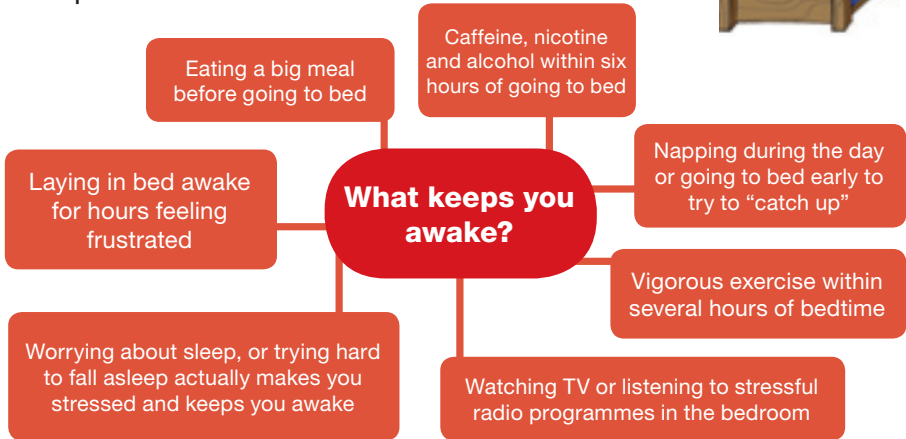 Eating a big meal
before going to bed
Caffeine, nicotine
and alcohol within six
hours of going to bed
Napping during the day
or going to bed early to
try to “catch up”
Laying in bed awake
for hours feeling
frustrated
What keeps you
awake?
Vigorous exercise within
several hours of bedtime
Worrying about sleep, or trying hard
to fall asleep actually makes you
stressed and keeps you awake
Watching TV or listening to stressful
radio programmes in the bedroom